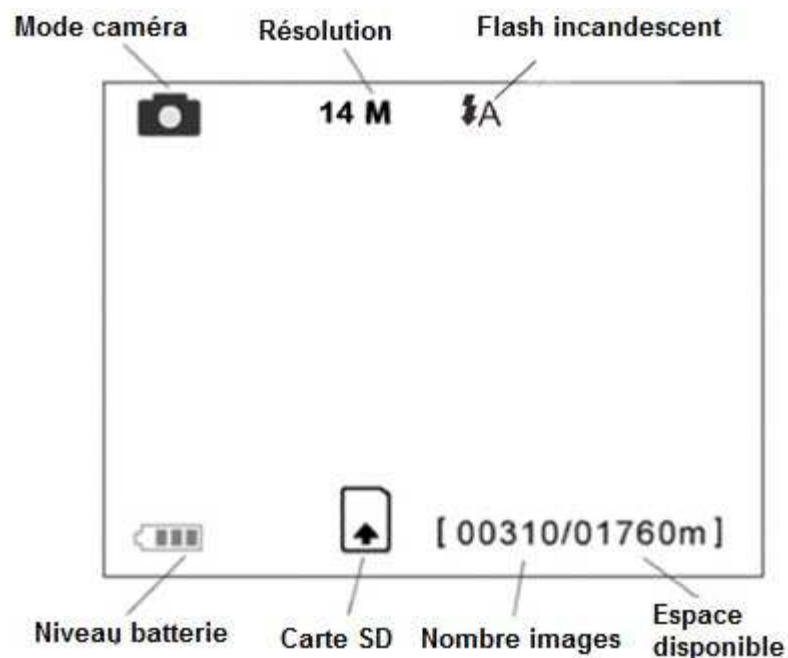 Mode caméra
Résolution
Flash incandescent
14 M
A
[ 00310/01760m ]
Niveau batterie
Carte SD
Nombre images
Espace
disponible